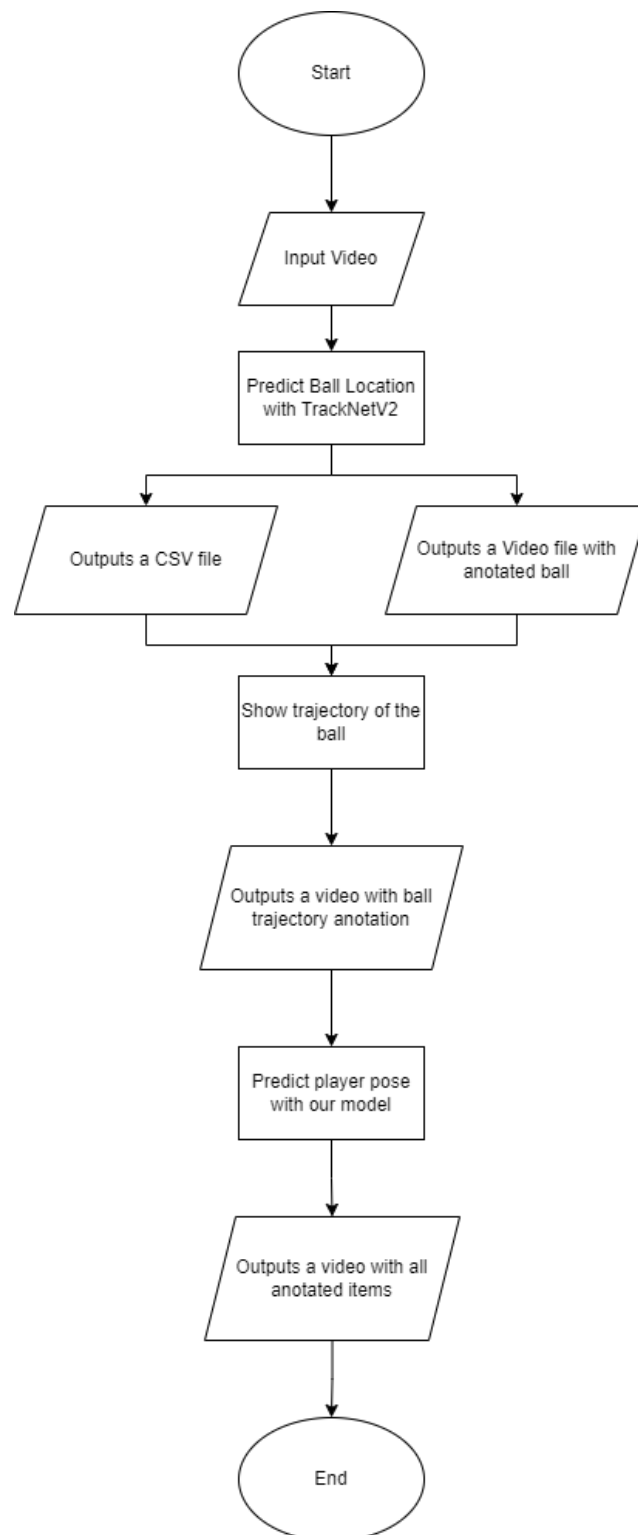 Start
Input Video
Predict Ball Location
with TrackNetV2
Outputs a CSV file
Outputs a Video file with
anotated ball
Show trajectory of the
ball
Outputs a video with ball
trajectory anotation
Predict player pose
with our model
Outputs a video with all
anotated items
End